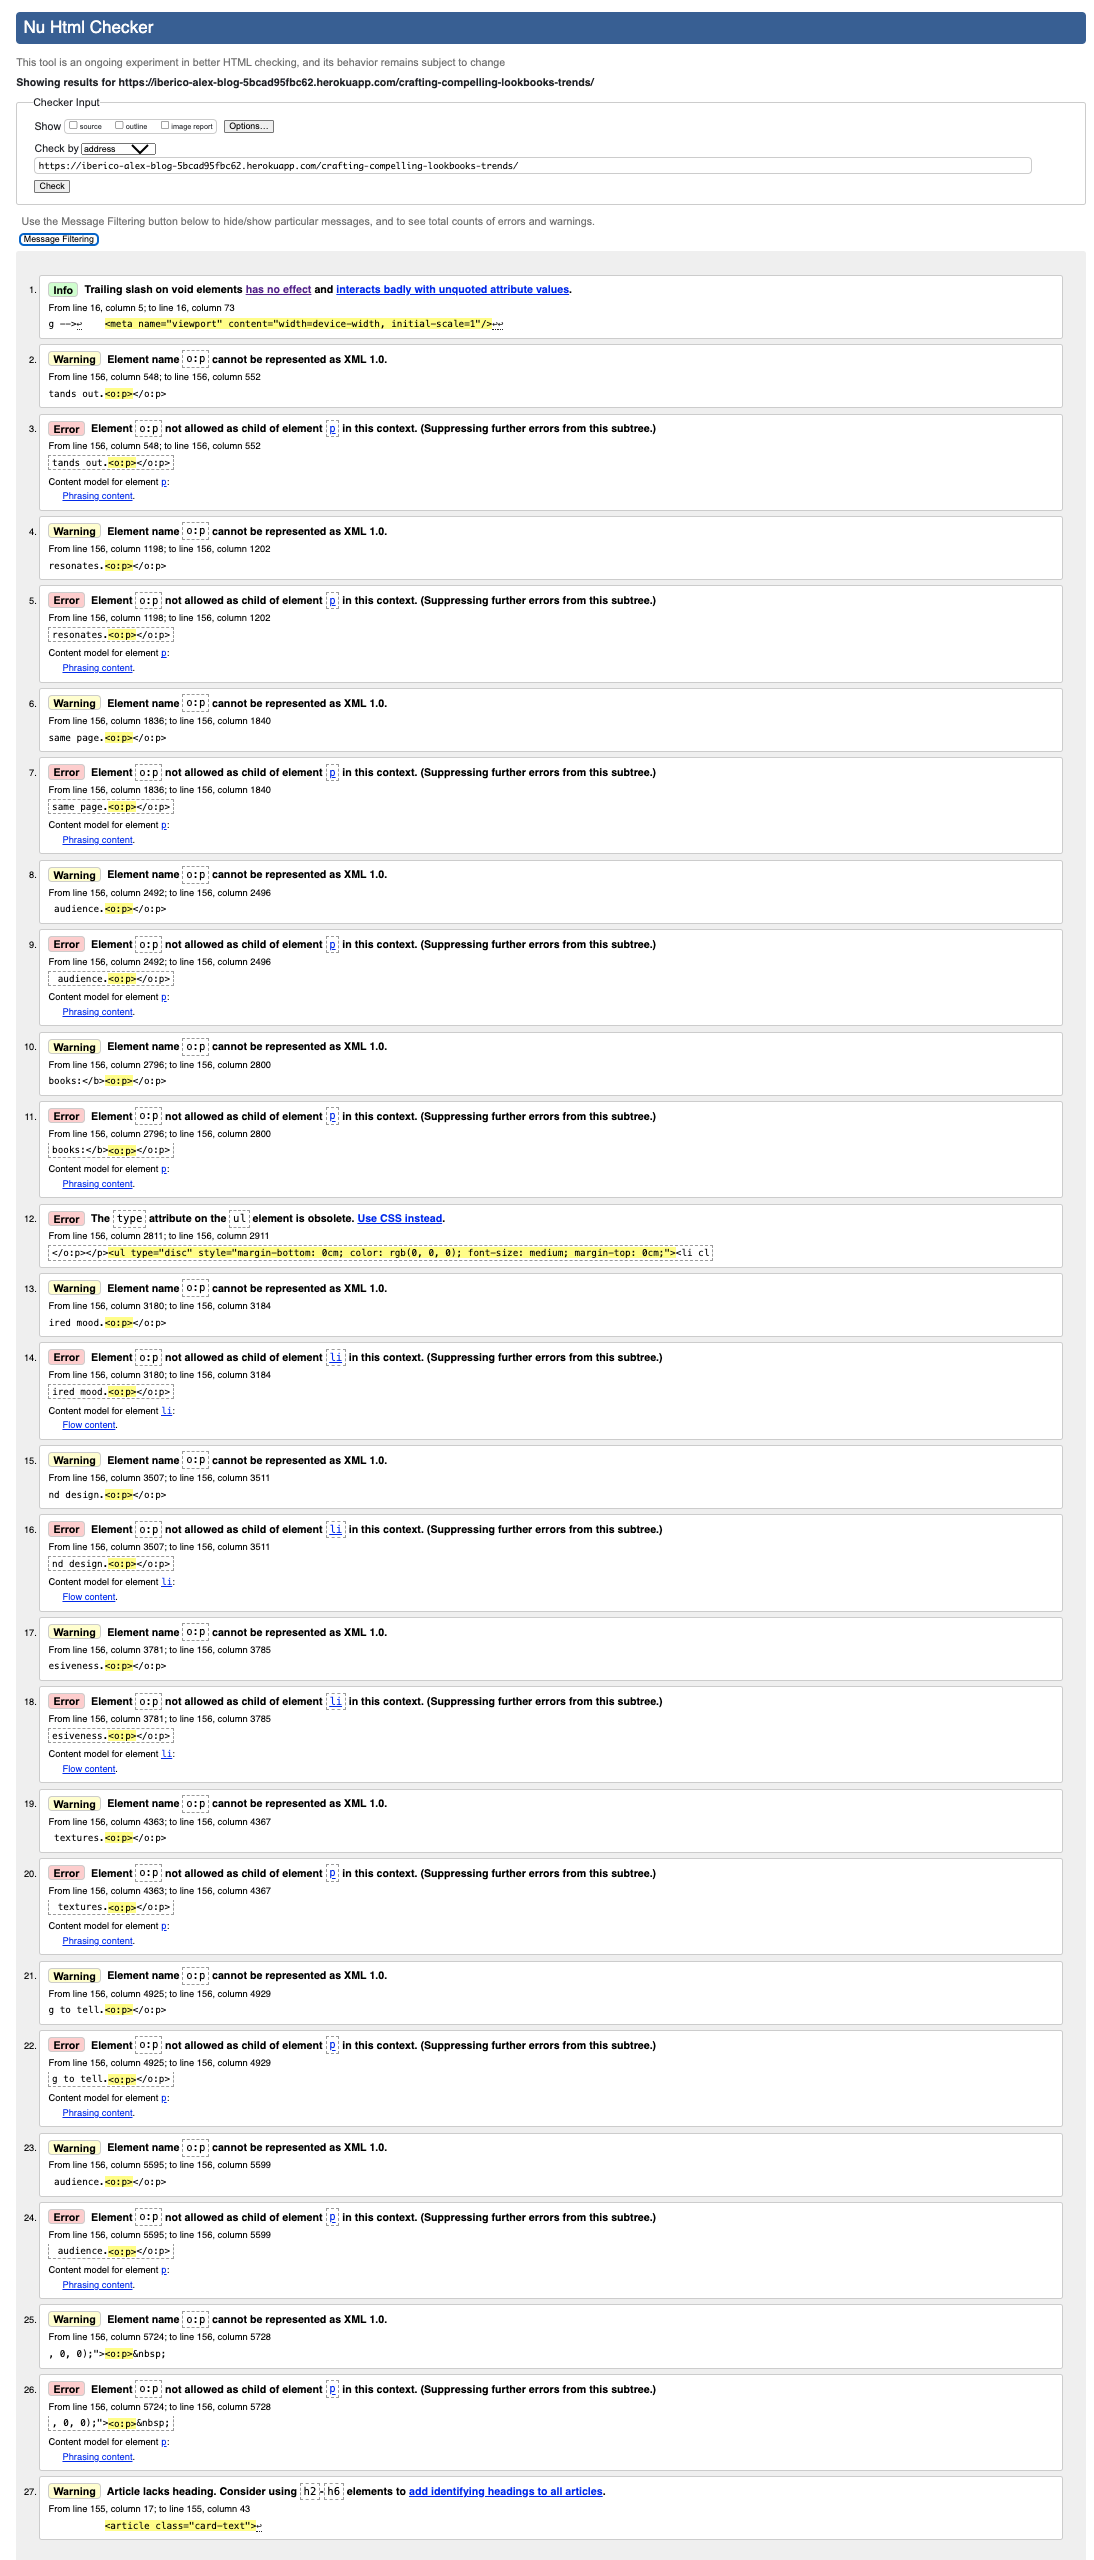 Nu Html Checker
This tool is an ongoing experiment in better HTML checking, and its behavior remains subject to change
Showing results for https://iberico-alex-blog-5bcad95fbc62.herokuapp.com/crafting-compelling-lookbooks-trends/
Checker Input
Show source outline image report Options...
Check by address
https://iberico-alex-blog-5bcad95fbc62.herokuapp.com/crafting-compelling-lookbooks-trends/
Check
Use the Message Filtering button below to hide/show particular messages, and to see total counts of errors and warnings.
Message Filtering
1. Info Trailing slash on void elements has no effect and interacts badly with unquoted attribute values.
From line 16, column 5; to line 16, column 73
g -->↩    <meta name="viewport" content="width=device-width, initial-scale=1"/>↩↩
2. Warning Element name o:p cannot be represented as XML 1.0.
From line 156, column 548; to line 156, column 552
tands out.<o:p></o:p>
3. Error Element o:p not allowed as child of element p in this context. (Suppressing further errors from this subtree.)
From line 156, column 548; to line 156, column 552
tands out.<o:p></o:p>
Content model for element p:
Phrasing content.
4. Warning Element name o:p cannot be represented as XML 1.0.
From line 156, column 1198; to line 156, column 1202
resonates.<o:p></o:p>
5. Error Element o:p not allowed as child of element p in this context. (Suppressing further errors from this subtree.)
From line 156, column 1198; to line 156, column 1202
resonates.<o:p></o:p>
Content model for element p:
Phrasing content.
6. Warning Element name o:p cannot be represented as XML 1.0.
From line 156, column 1836; to line 156, column 1840
same page.<o:p></o:p>
7. Error Element o:p not allowed as child of element p in this context. (Suppressing further errors from this subtree.)
From line 156, column 1836; to line 156, column 1840
same page.<o:p></o:p>
Content model for element p:
Phrasing content.
8. Warning Element name o:p cannot be represented as XML 1.0.
From line 156, column 2492; to line 156, column 2496
audience.<o:p></o:p>
9. Error Element o:p not allowed as child of element p in this context. (Suppressing further errors from this subtree.)
From line 156, column 2492; to line 156, column 2496
audience.<o:p></o:p>
Content model for element p:
Phrasing content.
10. Warning Element name o:p cannot be represented as XML 1.0.
From line 156, column 2796; to line 156, column 2800
books:</b><o:p></o:p>
11. Error Element o:p not allowed as child of element p in this context. (Suppressing further errors from this subtree.)
From line 156, column 2796; to line 156, column 2800
books:</b><o:p></o:p>
Content model for element p:
Phrasing content.
12. Error The type attribute on the ul element is obsolete. Use CSS instead.
From line 156, column 2811; to line 156, column 2911
</o:p></p><ul type="disc" style="margin-bottom: 0cm; color: rgb(0, 0, 0); font-size: medium; margin-top: 0cm;"><li cl
13. Warning Element name o:p cannot be represented as XML 1.0.
From line 156, column 3180; to line 156, column 3184
ired mood.<o:p></o:p>
14. Error Element o:p not allowed as child of element li in this context. (Suppressing further errors from this subtree.)
From line 156, column 3180; to line 156, column 3184
ired mood.<o:p></o:p>
Content model for element li:
Flow content.
15. Warning Element name o:p cannot be represented as XML 1.0.
From line 156, column 3507; to line 156, column 3511
nd design.<o:p></o:p>
16. Error Element o:p not allowed as child of element li in this context. (Suppressing further errors from this subtree.)
From line 156, column 3507; to line 156, column 3511
nd design.<o:p></o:p>
Content model for element li:
Flow content.
17. Warning Element name o:p cannot be represented as XML 1.0.
From line 156, column 3781; to line 156, column 3785
esiveness.<o:p></o:p>
18. Error Element o:p not allowed as child of element li in this context. (Suppressing further errors from this subtree.)
From line 156, column 3781; to line 156, column 3785
esiveness.<o:p></o:p>
Content model for element li:
Flow content.
19. Warning Element name o:p cannot be represented as XML 1.0.
From line 156, column 4363; to line 156, column 4367
textures.<o:p></o:p>
20. Error Element o:p not allowed as child of element p in this context. (Suppressing further errors from this subtree.)
From line 156, column 4363; to line 156, column 4367
textures.<o:p></o:p>
Content model for element p:
Phrasing content.
21. Warning Element name o:p cannot be represented as XML 1.0.
From line 156, column 4925; to line 156, column 4929
g to tell.<o:p></o:p>
22. Error Element o:p not allowed as child of element p in this context. (Suppressing further errors from this subtree.)
From line 156, column 4925; to line 156, column 4929
g to tell.<o:p></o:p>
Content model for element p:
Phrasing content.
23. Warning Element name o:p cannot be represented as XML 1.0.
From line 156, column 5595; to line 156, column 5599
audience.<o:p></o:p>
24. Error Element o:p not allowed as child of element p in this context. (Suppressing further errors from this subtree.)
From line 156, column 5595; to line 156, column 5599
audience.<o:p></o:p>
Content model for element p:
Phrasing content.
25. Warning Element name o:p cannot be represented as XML 1.0.
From line 156, column 5724; to line 156, column 5728
, 0, 0);"><o:p>&nbsp;
26. Error Element o:p not allowed as child of element p in this context. (Suppressing further errors from this subtree.)
From line 156, column 5724; to line 156, column 5728
, 0, 0);"><o:p>&nbsp;
Content model for element p:
Phrasing content.
27. Warning Article lacks heading. Consider using h2-h6 elements to add identifying headings to all articles.
From line 155, column 17; to line 155, column 43
<article class="card-text">↩